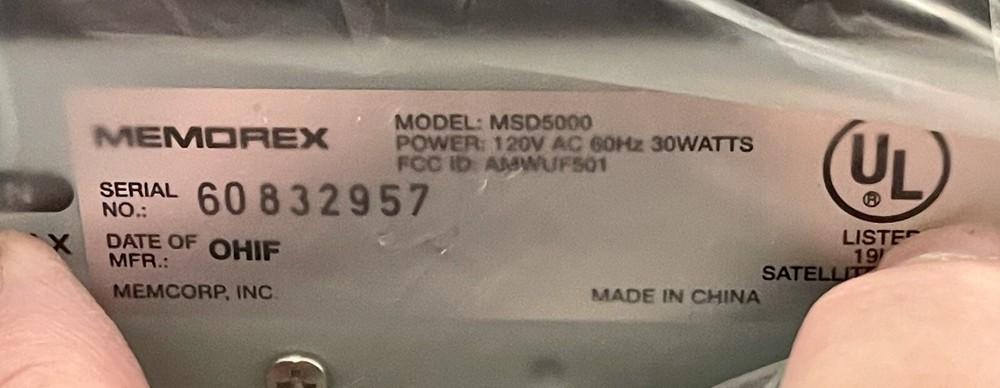 MEMOREX
MODEL: MSD5000
POWER: 120V AC 60Hz 30WATTS
FCC ID: AMWUF501
SERIAL NO.: 60832957
DATE OF MFR.: OHIF
MEMCORP, INC.
MADE IN CHINA
UL
®